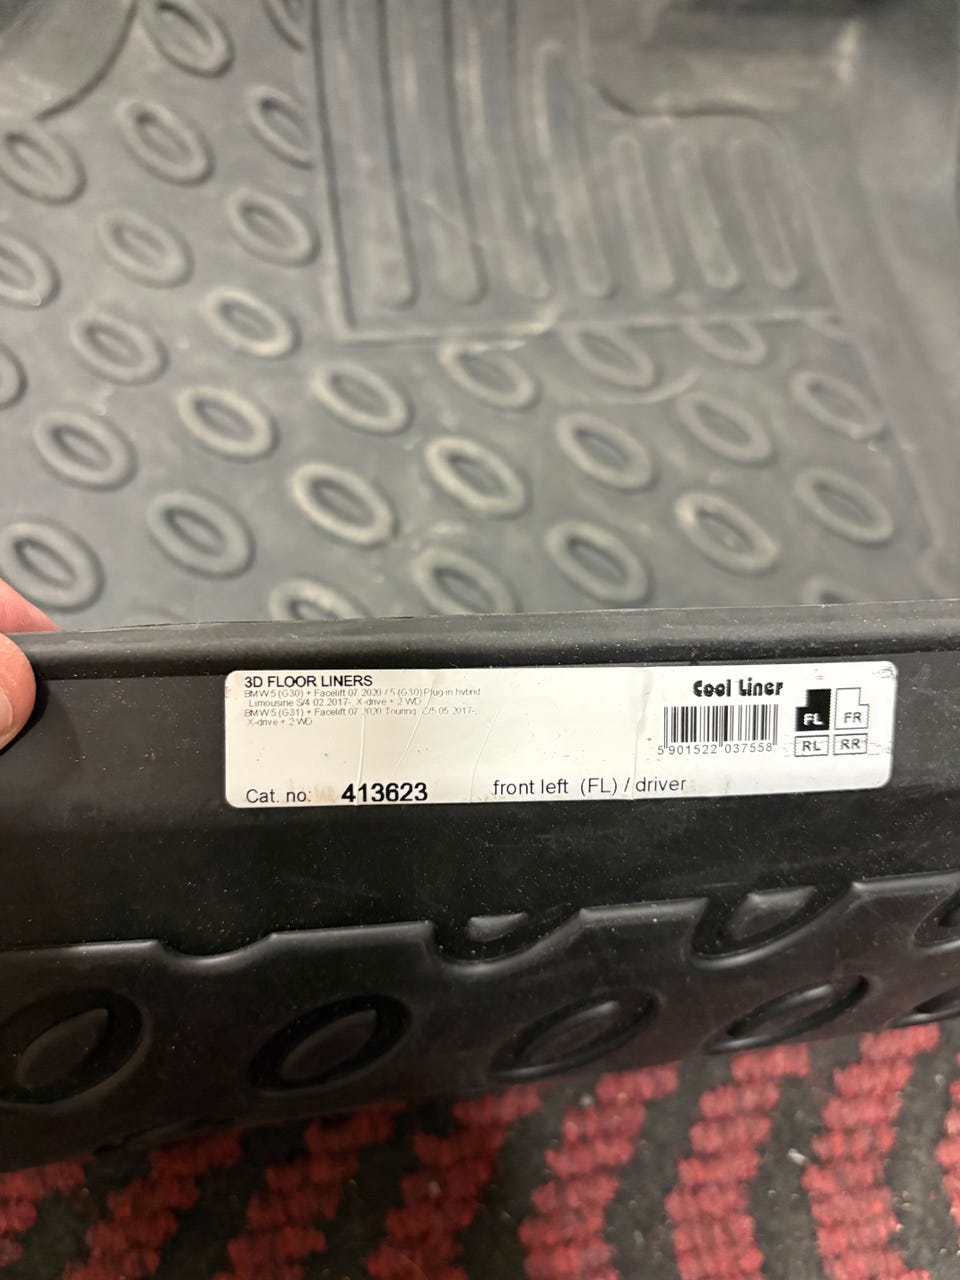 3D FLOOR LINERS
BMW 5 (G30) + Facelift 07.2020 / 5 (G30) Plug-in hybrid
Limousine S/4 02.2017-, X-drive + 2 WD
BMW 5 (G31) + Facelift 07.2020 Touring C/5 05.2017-,
X-drive + 2 WD
Cat. no: 413623
front left (FL) / driver
Cool Liner
5 901522 037558
FL FR
RL RR